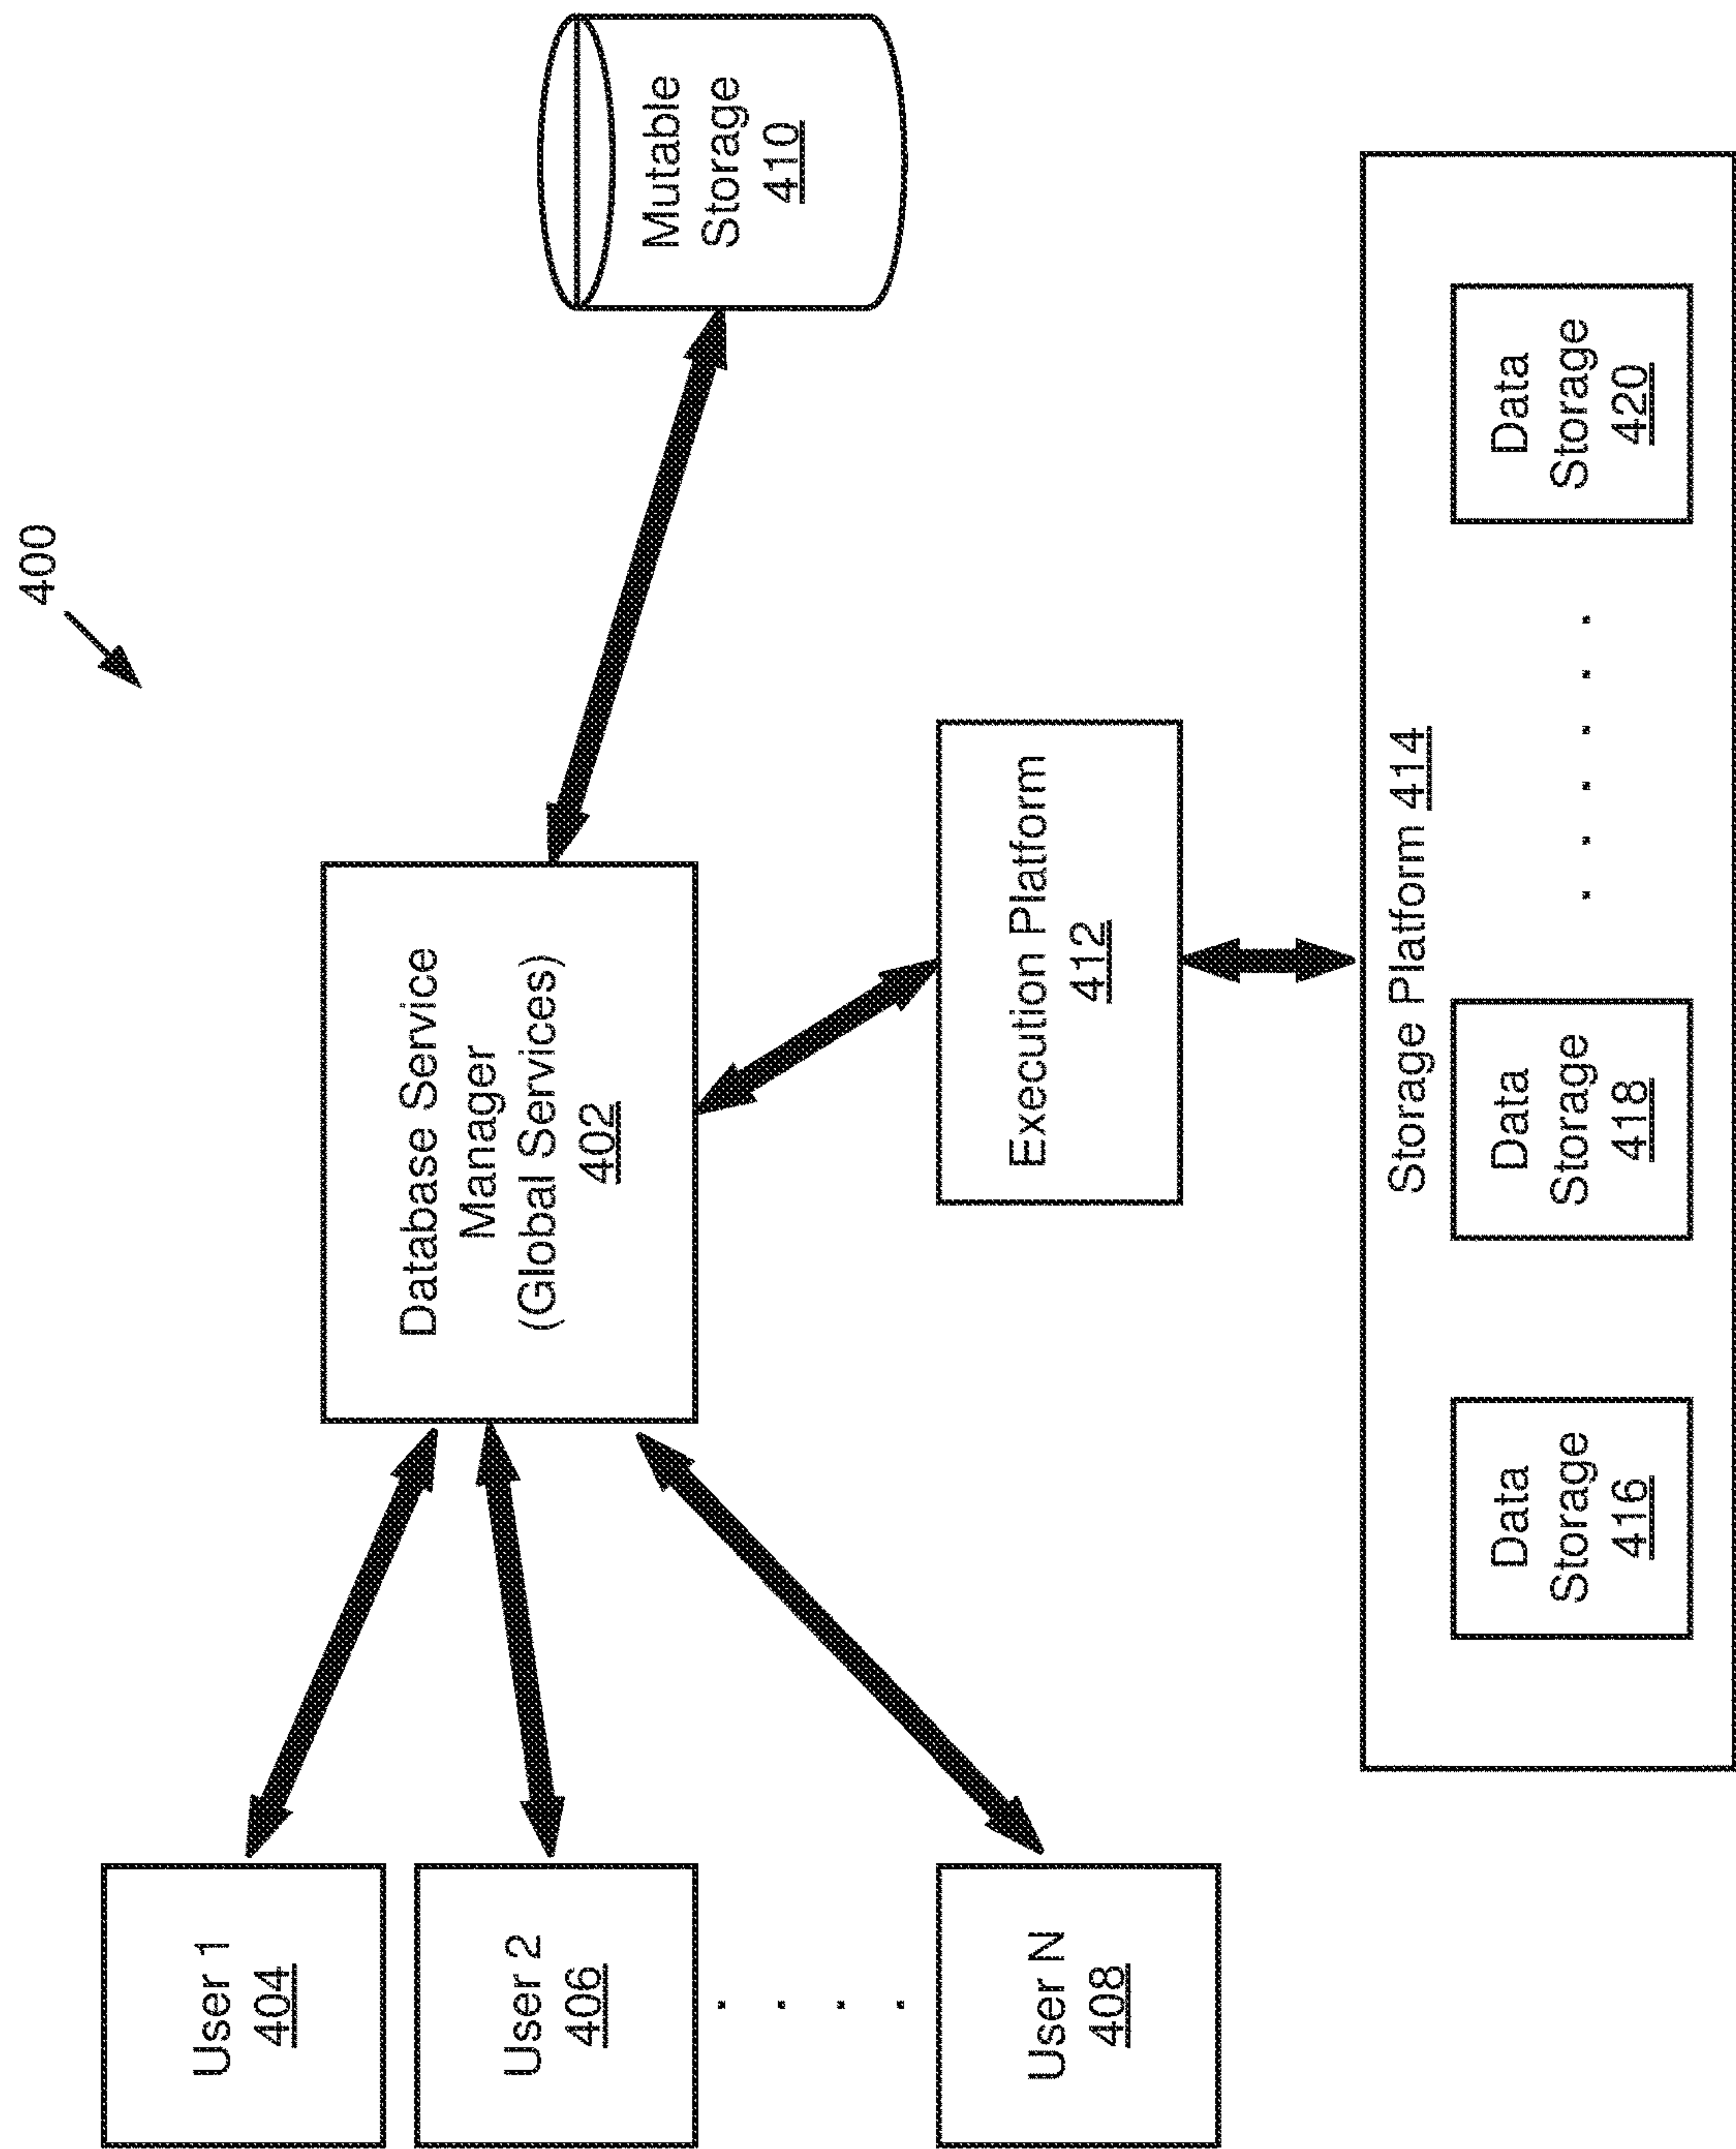 400
User 1
404
User 2
406
User N
408
Database Service
Manager
(Global Services)
402
Mutable
Storage
410
Execution Platform
412
Storage Platform 414
Data
Storage
416
Data
Storage
418
Data
Storage
420